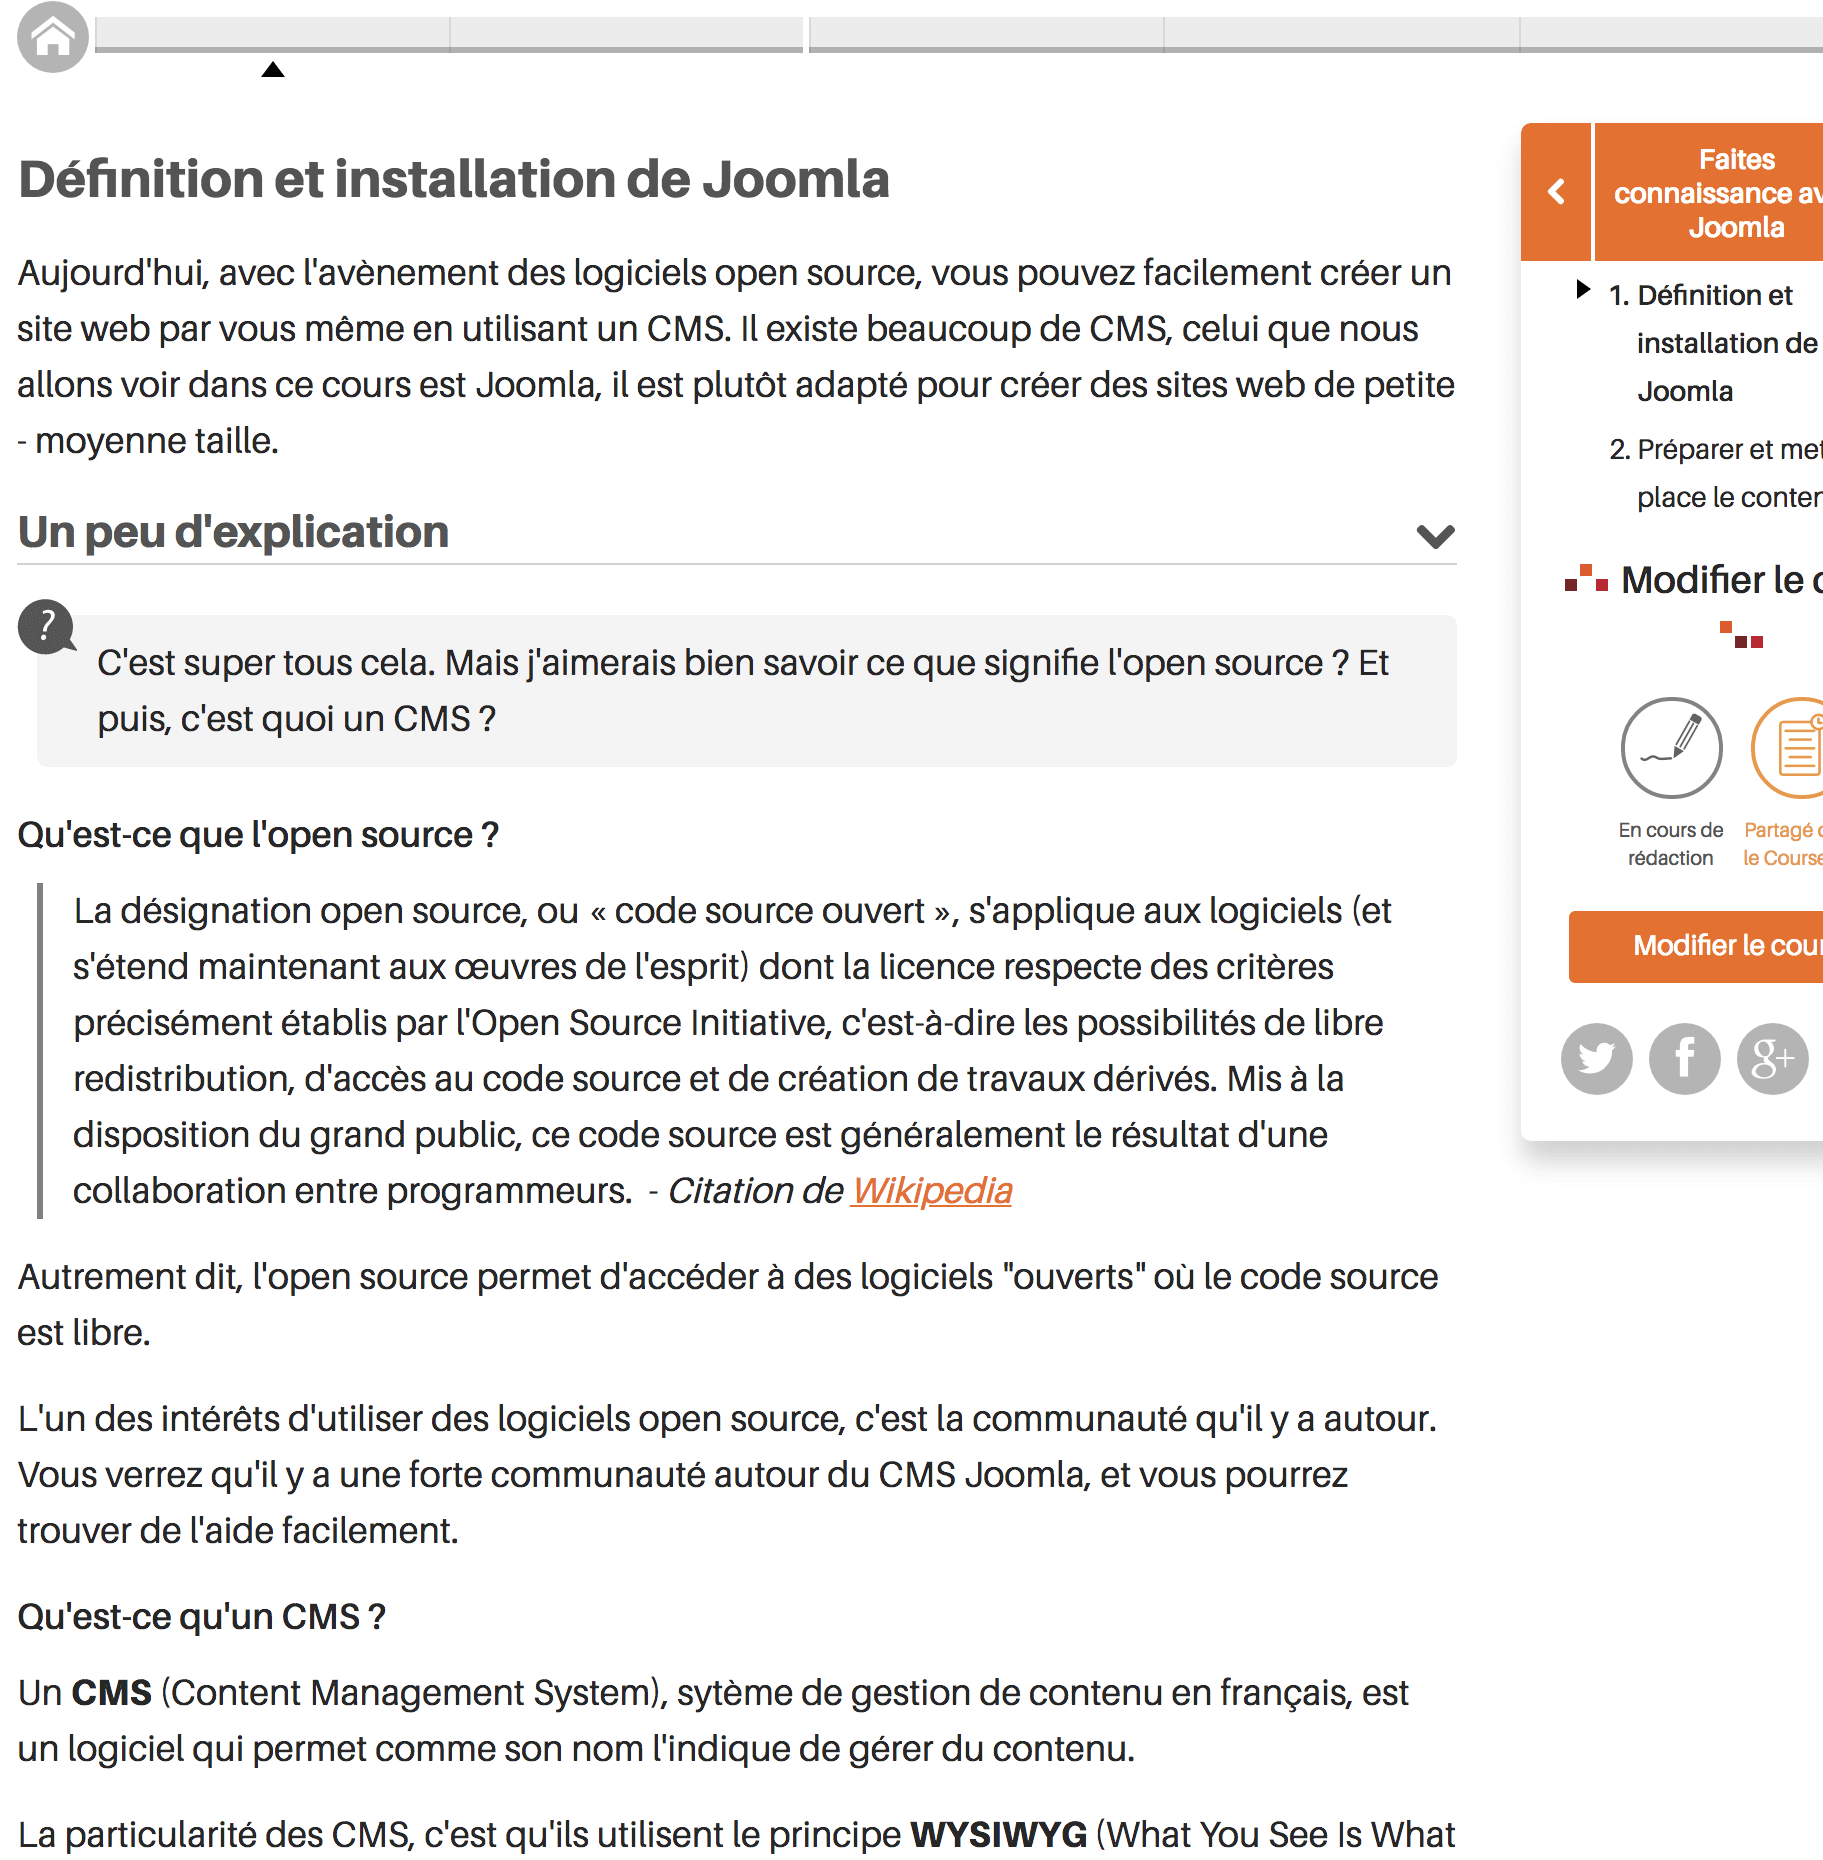 Définition et installation de Joomla
Aujourd'hui, avec l'avènement des logiciels open source, vous pouvez facilement créer un
site web par vous même en utilisant un CMS. Il existe beaucoup de CMS, celui que nous
allons voir dans ce cours est Joomla, il est plutôt adapté pour créer des sites web de petite
- moyenne taille.
Un peu d'explication
?
C'est super tous cela. Mais j'aimerais bien savoir ce que signifie l'open source ? Et
puis, c'est quoi un CMS ?
Qu'est-ce que l'open source ?
La désignation open source, ou « code source ouvert », s'applique aux logiciels (et
s'étend maintenant aux œuvres de l'esprit) dont la licence respecte des critères
précisément établis par l'Open Source Initiative, c'est-à-dire les possibilités de libre
redistribution, d'accès au code source et de création de travaux dérivés. Mis à la
disposition du grand public, ce code source est généralement le résultat d'une
collaboration entre programmeurs.  - Citation de Wikipedia
Autrement dit, l'open source permet d'accéder à des logiciels "ouverts" où le code source
est libre.
L'un des intérêts d'utiliser des logiciels open source, c'est la communauté qu'il y a autour.
Vous verrez qu'il y a une forte communauté autour du CMS Joomla, et vous pourrez
trouver de l'aide facilement.
Qu'est-ce qu'un CMS ?
Un CMS (Content Management System), sytème de gestion de contenu en français, est
un logiciel qui permet comme son nom l'indique de gérer du contenu.
La particularité des CMS, c'est qu'ils utilisent le principe WYSIWYG (What You See Is What
Faites
connaissance av
Joomla
1. Définition et
installation de
Joomla
2. Préparer et met
place le conten
Modifier le c
En cours de
rédaction
Partagé d
le Course
Modifier le cour
f
g+